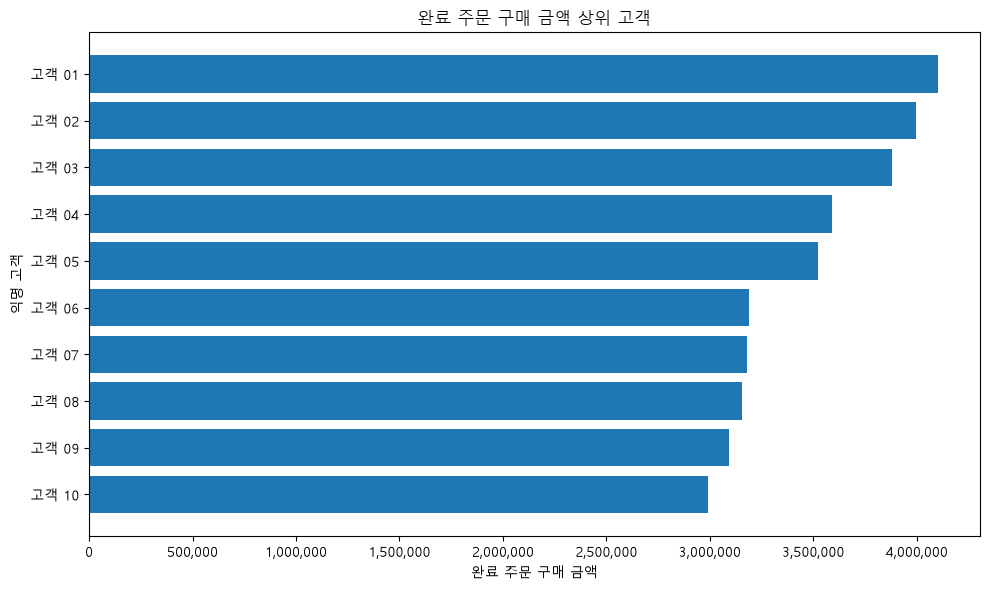 완료 주문 구매 금액 상위 고객
고객 01
고객 02
고객 03
고객 04
고객 05
고객 06
고객 07
고객 08
고객 09
고객 10
익명 고객
0 500,000 1,000,000 1,500,000 2,000,000 2,500,000 3,000,000 3,500,000 4,000,000
완료 주문 구매 금액